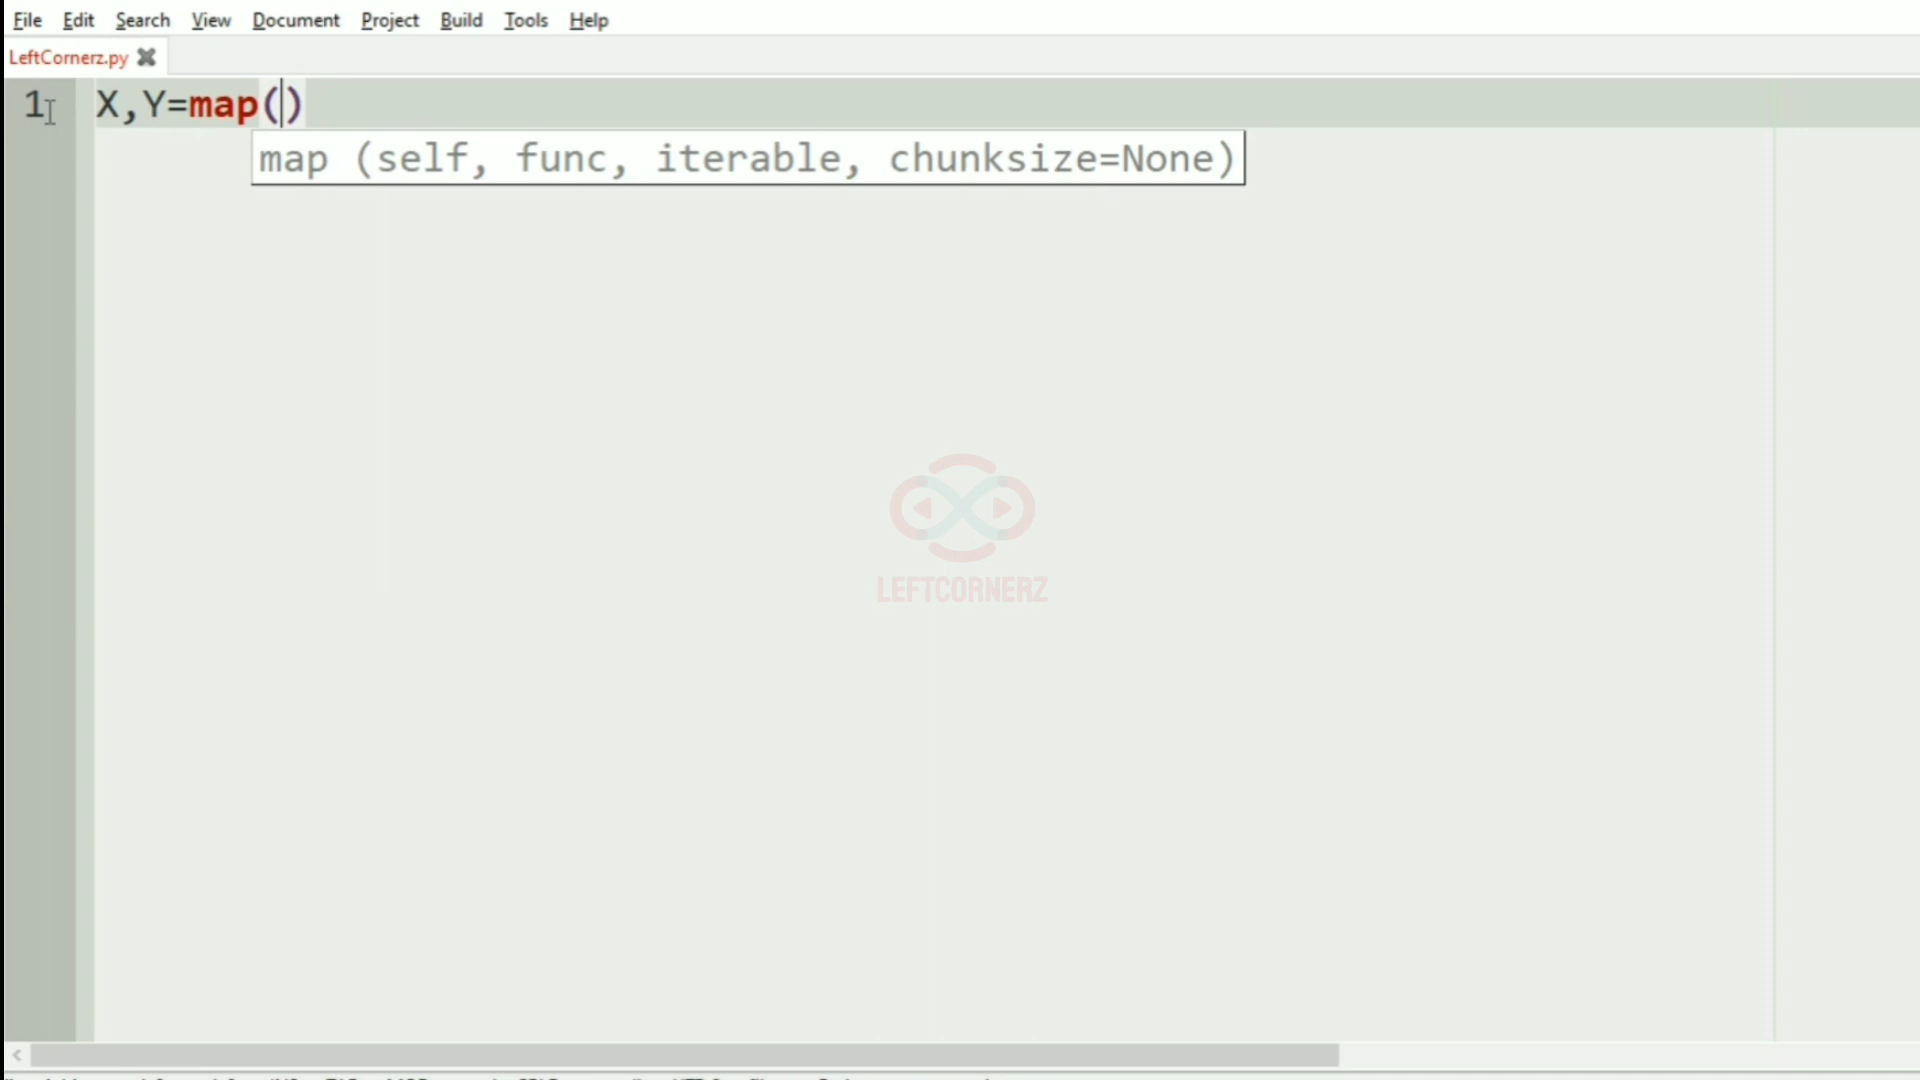 File Edit Search View Document Project Build Tools Help
LeftCornerz.py
1 X,Y=map()
map (self, func, iterable, chunksize=None)
LEFTCORNERZ